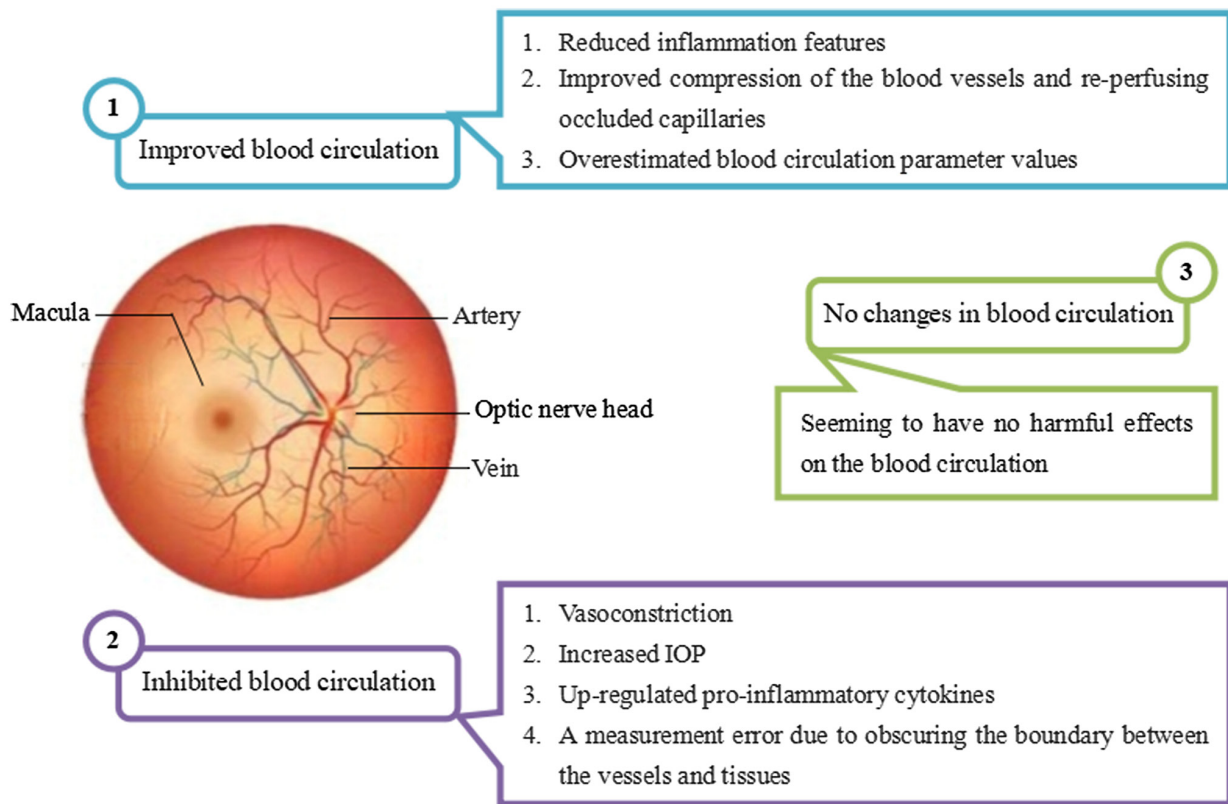 1
Improved blood circulation
1. Reduced inflammation features
2. Improved compression of the blood vessels and re-perfusing
occluded capillaries
3. Overestimated blood circulation parameter values
Macula
Artery
Optic nerve head
Vein
3
No changes in blood circulation
Seeming to have no harmful effects
on the blood circulation
2
Inhibited blood circulation
1. Vasoconstriction
2. Increased IOP
3. Up-regulated pro-inflammatory cytokines
4. A measurement error due to obscuring the boundary between
the vessels and tissues